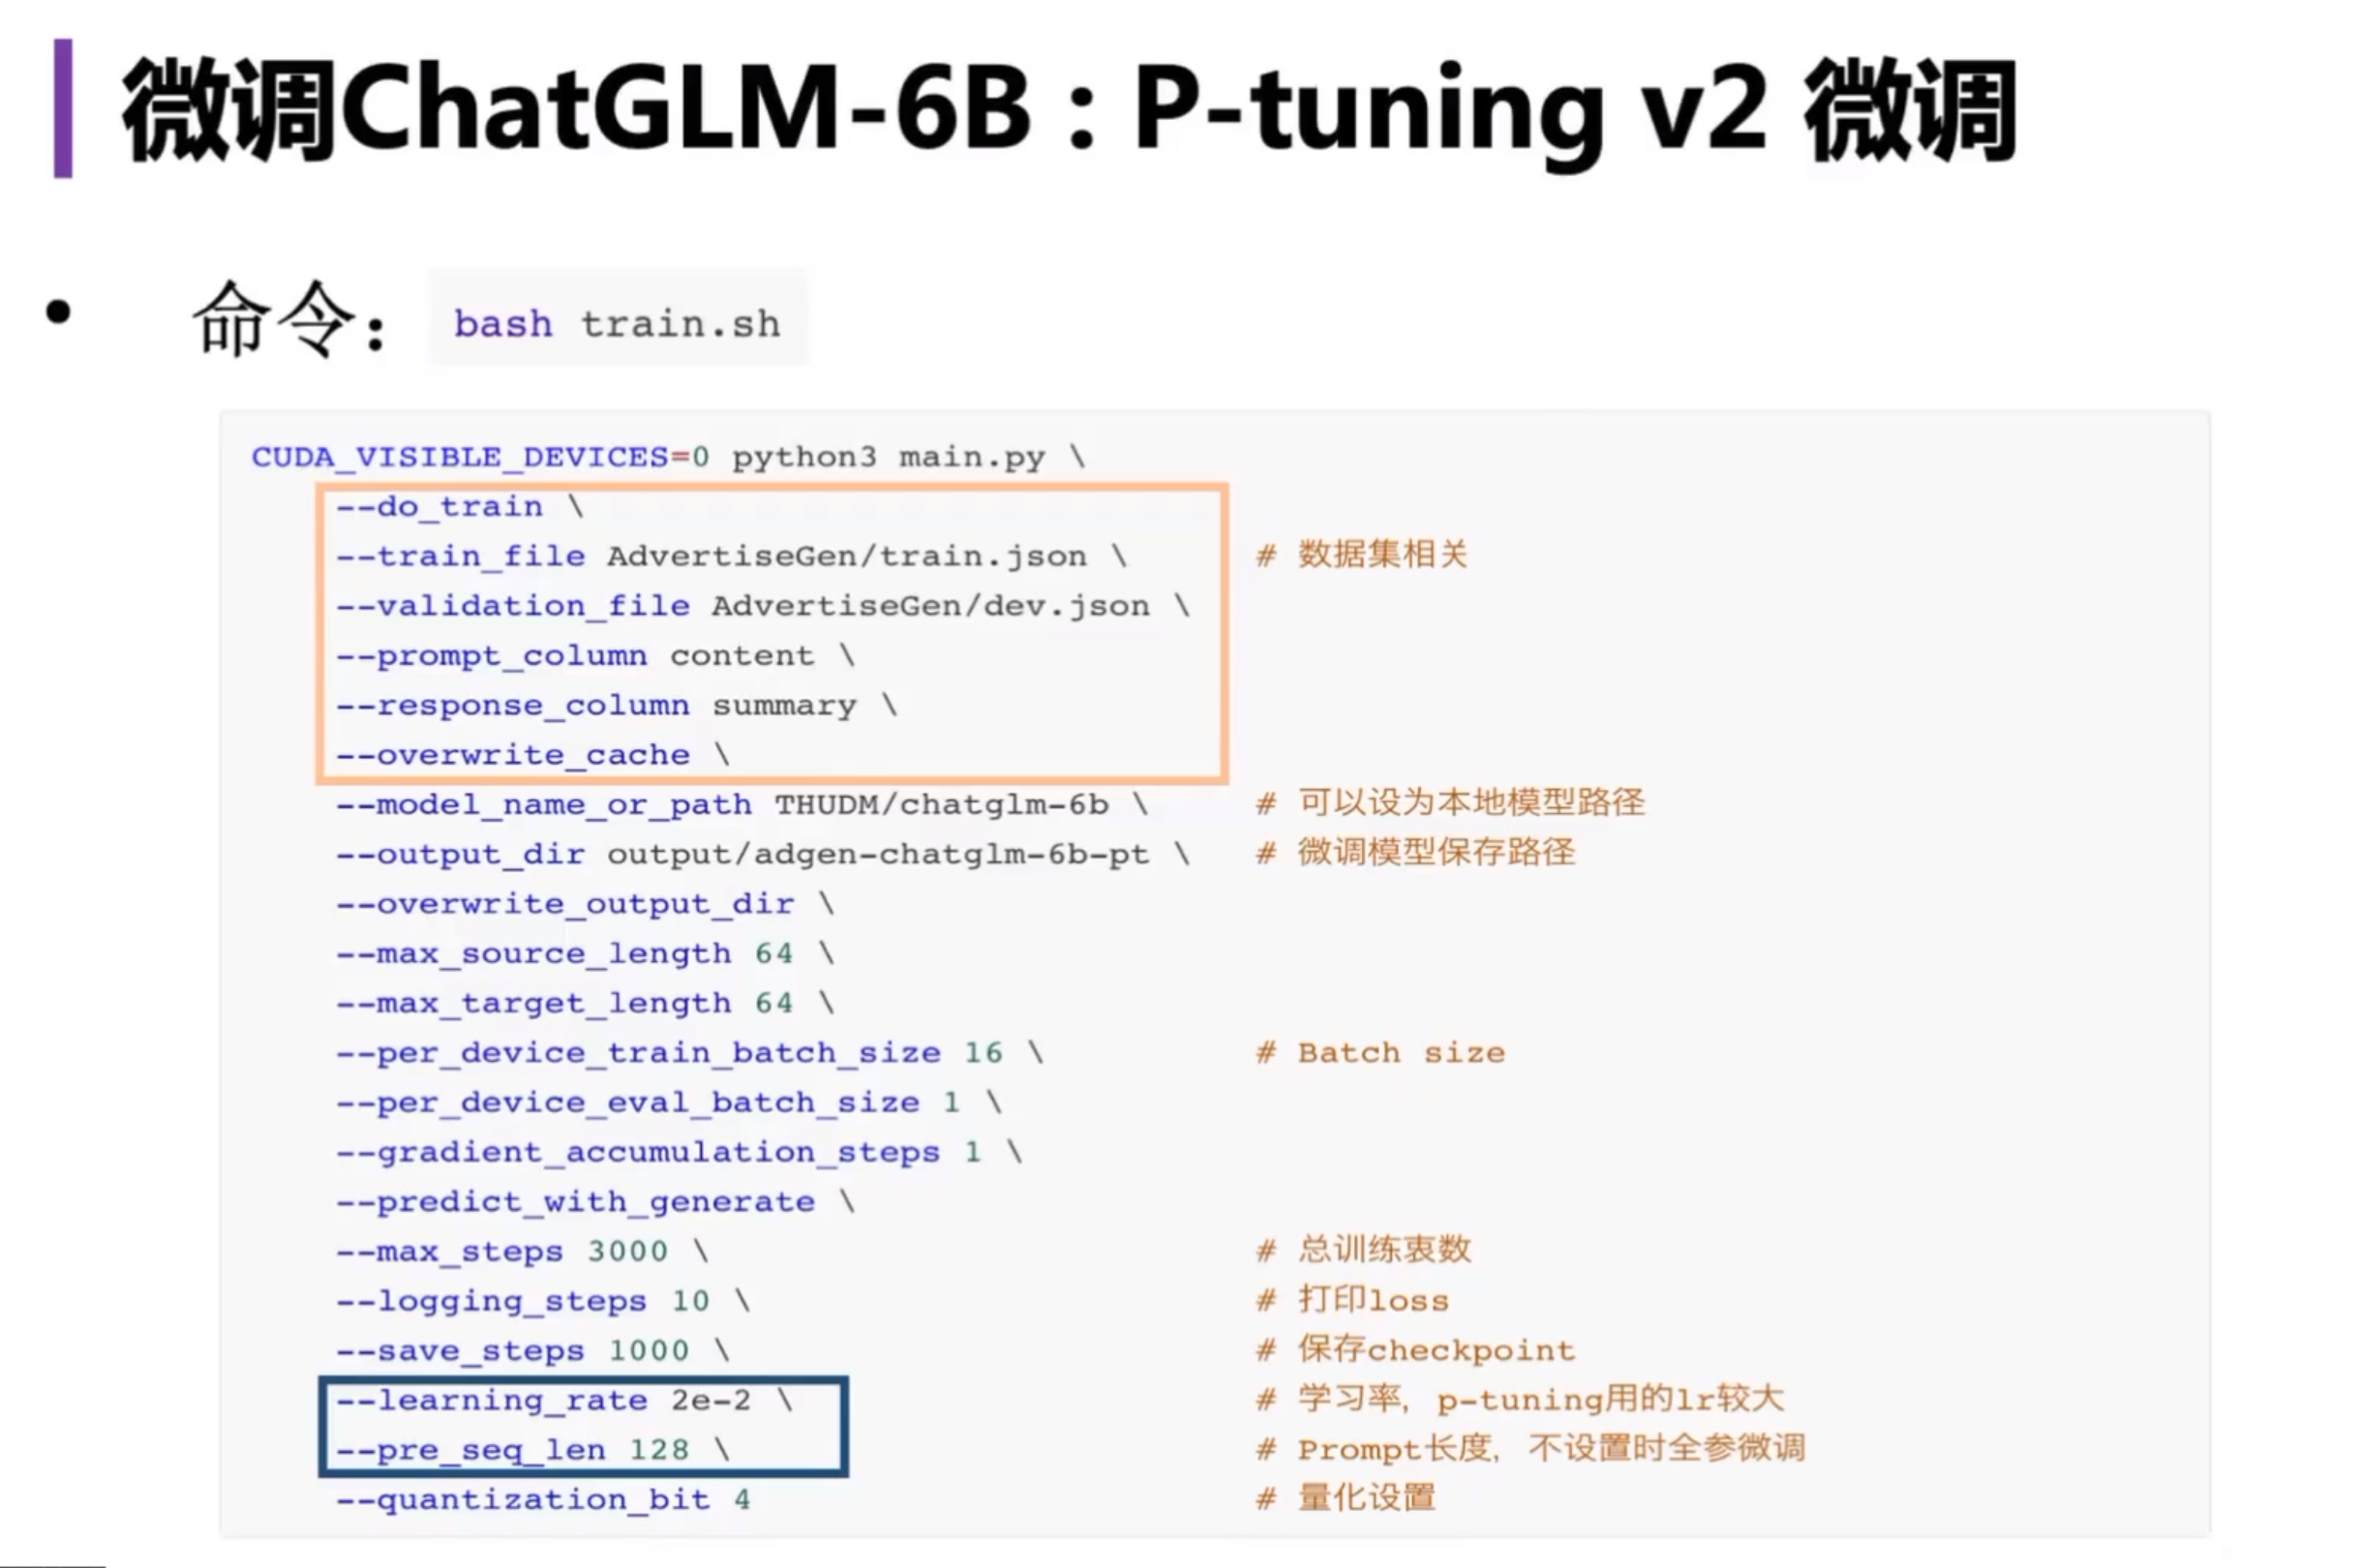 微调ChatGLM-6B：P-tuning v2 微调
• 命令： bash train.sh
CUDA_VISIBLE_DEVICES=0 python3 main.py \
--do_train \
--train_file AdvertiseGen/train.json \ # 数据集相关
--validation_file AdvertiseGen/dev.json \
--prompt_column content \
--response_column summary \
--overwrite_cache \
--model_name_or_path THUDM/chatglm-6b \ # 可以设为本地模型路径
--output_dir output/adgen-chatglm-6b-pt \ # 微调模型保存路径
--overwrite_output_dir \
--max_source_length 64 \
--max_target_length 64 \
--per_device_train_batch_size 16 \ # Batch size
--per_device_eval_batch_size 1 \
--gradient_accumulation_steps 1 \
--predict_with_generate \
--max_steps 3000 \ # 总训练衷数
--logging_steps 10 \ # 打印loss
--save_steps 1000 \ # 保存checkpoint
--learning_rate 2e-2 \ # 学习率，p-tuning用的lr较大
--pre_seq_len 128 \ # Prompt长度，不设置时全参微调
--quantization_bit 4 # 量化设置